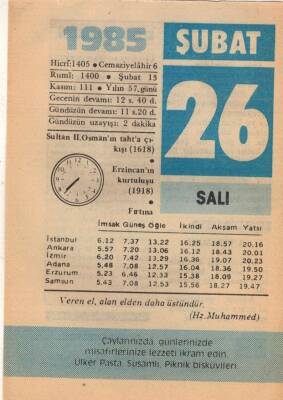 1985
Hicrî:1405 • Cemaziyelâhir 6
Rumî: 1400 • Şubat 13
Kasım: 111 • Yılın 57. günü
Gecenin devamı: 12 s. 40 d.
Gündüzün devamı: 11 s.20 d.
Gündüzün uzayışı: 2 dakika
Sultan II.Osman'ın taht'a çı-
kışı (1618)
•
Erzincan'ın
kurtuluşu
(1918)
•
Fırtına
ŞUBAT
26
SALI
İmsak Güneş Öğle İkindi Akşam Yatsı
İstanbul 6.12 7.37 13.22 16.25 18.57 20.16
Ankara 5.57 7.20 13.06 16.12 18.43 20.01
İzmir 6.20 7.42 13.29 16.36 19.07 20.23
Adana 5.48 7.08 12.57 16.04 18.36 19.50
Erzurum 5.23 6.46 12.33 15.38 18.09 19.27
Samsun 5.43 7.08 12.53 15.56 18.27 19.47
Veren el, alan elden daha üstündür.
(Hz.Muhammed)
Çaylarınızda, günlerinizde
misafirlerinize lezzeti ikram edin.
Ülker Pasta, Susamlı, Piknik bisküvileri